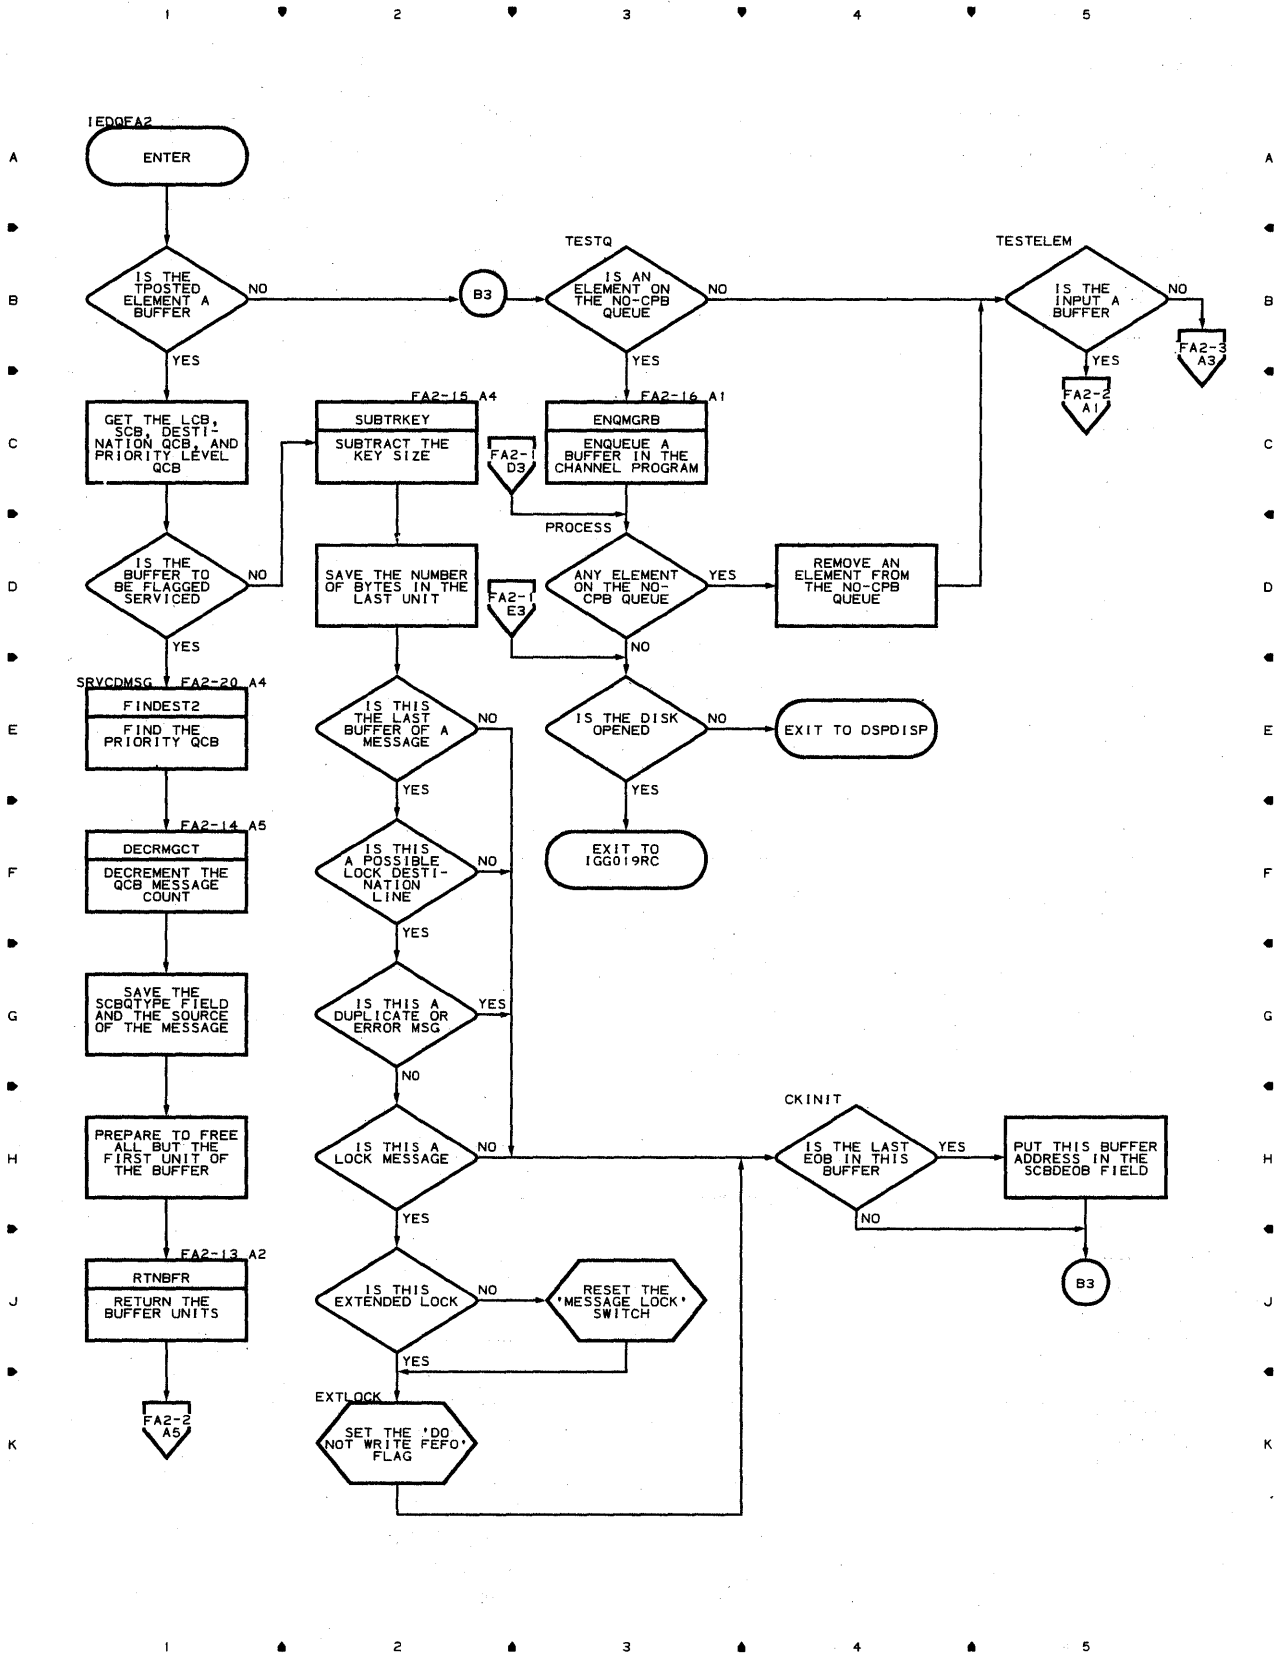 1 2 3 4 5
IEDQFA2
A
ENTER
A
TESTQ
TESTELEM
B
IS THE
TPOSTED
ELEMENT A
BUFFER
NO
B3
IS AN
ELEMENT ON
THE NO-CPB
QUEUE
NO
IS THE
INPUT A
BUFFER
NO
B
YES
YES
YES
FA2-3
A3
FA2-2
A1
C
GET THE LCB,
SCB, DESTI-
NATION QCB, AND
PRIORITY LEVEL
QCB
FA2-15 A4
SUBTRKEY
SUBTRACT THE
KEY SIZE
FA2-1
D3
FA2-16 A1
ENQMGRB
ENQUEUE A
BUFFER IN THE
CHANNEL PROGRAM
C
PROCESS
D
IS THE
BUFFER TO
BE FLAGGED
SERVICED
NO
SAVE THE NUMBER
OF BYTES IN THE
LAST UNIT
FA2-1
E3
ANY ELEMENT
ON THE NO-
CPB QUEUE
YES
REMOVE AN
ELEMENT FROM
THE NO-CPB
QUEUE
D
YES
NO
SRVCDMSG FA2-20 A4
E
FINDEST2
FIND THE
PRIORITY QCB
IS THIS
THE LAST
BUFFER OF A
MESSAGE
NO
IS THE DISK
OPENED
NO
EXIT TO DSPDISP
E
YES
YES
FA2-14 A5
F
DECRMGCT
DECREMENT THE
QCB MESSAGE
COUNT
IS THIS
A POSSIBLE
LOCK DESTI-
NATION
LINE
NO
EXIT TO
IGG019RC
F
YES
G
SAVE THE
SCBQTYPE FIELD
AND THE SOURCE
OF THE MESSAGE
IS THIS A
DUPLICATE OR
ERROR MSG
YES
G
NO
CKINIT
H
PREPARE TO FREE
ALL BUT THE
FIRST UNIT OF
THE BUFFER
IS THIS A
LOCK MESSAGE
NO
IS THE LAST
EOB IN THIS
BUFFER
YES
PUT THIS BUFFER
ADDRESS IN THE
SCBDEOB FIELD
H
YES
NO
FA2-13 A2
J
RTNBFR
RETURN THE
BUFFER UNITS
IS THIS
EXTENDED LOCK
NO
RESET THE
'MESSAGE LOCK'
SWITCH
B3
J
YES
EXTLOCK
K
FA2-2
A5
SET THE 'DO
NOT WRITE FEFO'
FLAG
K
1 2 3 4 5